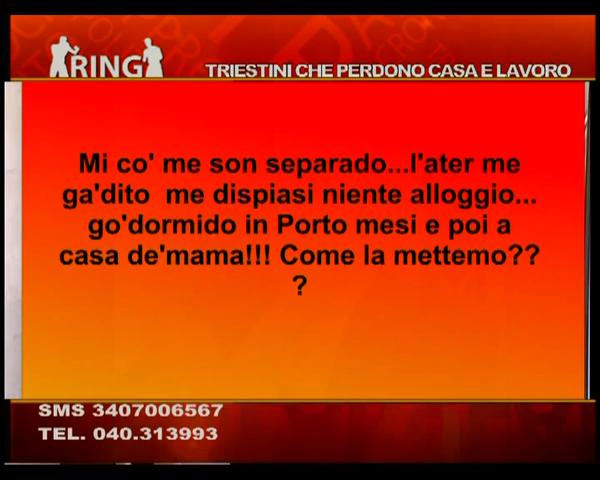 RING
TRIESTINI CHE PERDONO CASA E LAVORO
Mi co' me son separado...l'ater me
ga'dito me dispiasi niente alloggio...
go'dormido in Porto mesi e poi a
casa de'mama!!! Come la mettemo??
?
SMS 3407006567
TEL. 040.313993